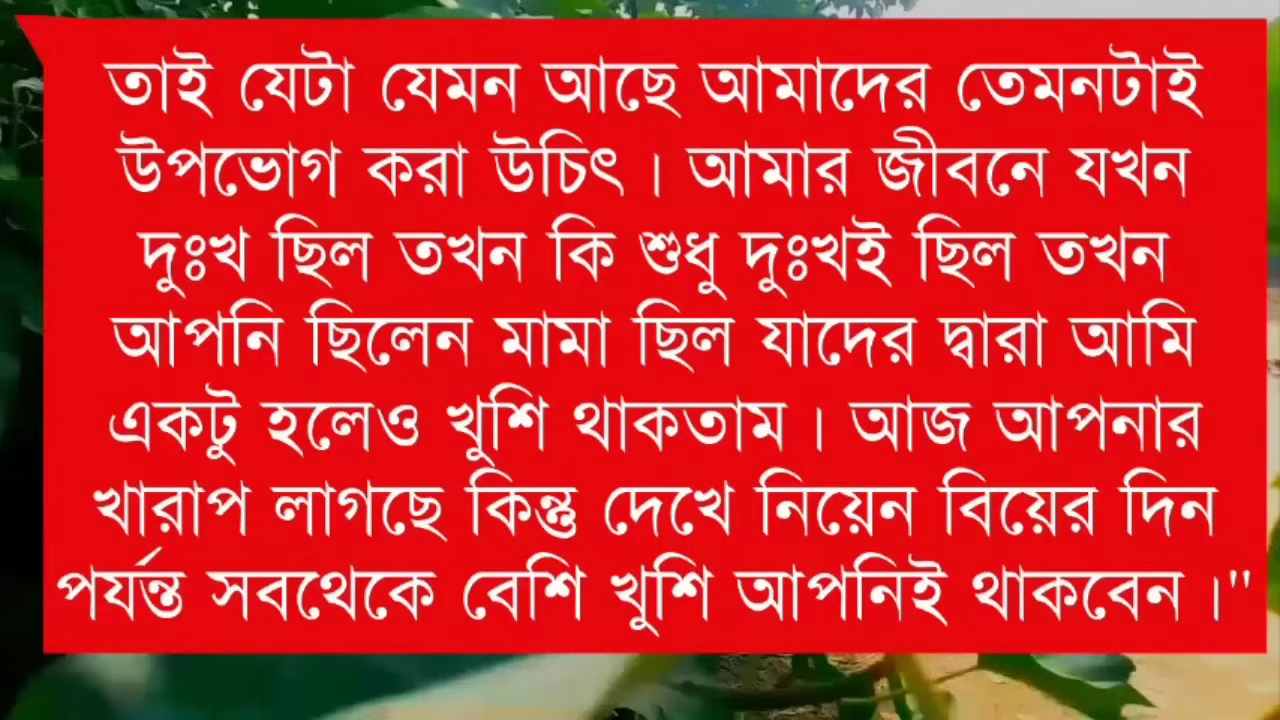 তাই যেটা যেমন আছে আমাদের তেমনটাই
উপভোগ করা উচিৎ। আমার জীবনে যখন
দুঃখ ছিল তখন কি শুধু দুঃখই ছিল তখন
আপনি ছিলেন মামা ছিল যাদের দ্বারা আমি
একটু হলেও খুশি থাকতাম। আজ আপনার
খারাপ লাগছে কিন্তু দেখে নিয়েন বিয়ের দিন
পর্যন্ত সবথেকে বেশি খুশি আপনিই থাকবেন।"